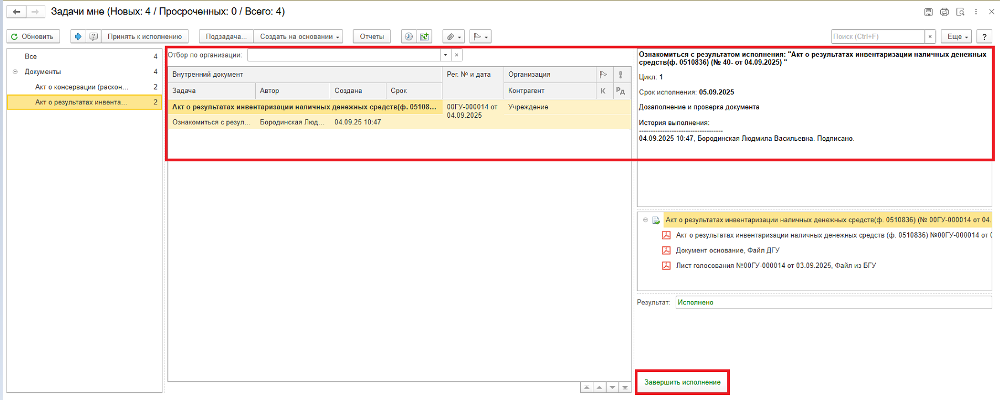 Задачи мне (Новых: 4 / Просроченных: 0 / Всего: 4)
Обновить
Принять к исполнению
Подзадача...
Создать на основании
Отчеты
Поиск (Ctrl+F)
×
Еще
?
Все 4
Документы 4
Акт о консервации (раскон... 2
Акт о результатах инвента... 2
Отбор по организации:
×
Внутренний документ
Рег. № и дата
Организация
!
Задача
Автор
Создана
Срок
Контрагент
К
РД
Акт о результатах инвентаризации наличных денежных средств(ф. 05108...
00ГУ-000014 от
04.09.2025
Учреждение
Ознакомиться с резул...
Бородинская Люд...
04.09.25 10:47
Ознакомиться с результатом исполнения: "Акт о результатах инвентаризации наличных денежных
средств(ф. 0510836) (№ 40- от 04.09.2025) "
Цикл: 1
Срок исполнения: 05.09.2025
Дозаполнение и проверка документа
История выполнения:
------------------------------------
04.09.2025 10:47, Бородинская Людмила Васильевна. Подписано.
Акт о результатах инвентаризации наличных денежных средств(ф. 0510836) (№ 00ГУ-000014 от 04.
Акт о результатах инвентаризации наличных денежных средств (ф. 0510836) №00ГУ-000014 от
Документ основание, Файл ДГУ
Лист голосования №00ГУ-000014 от 03.09.2025, Файл из БГУ
Результат: Исполнено
Завершить исполнение